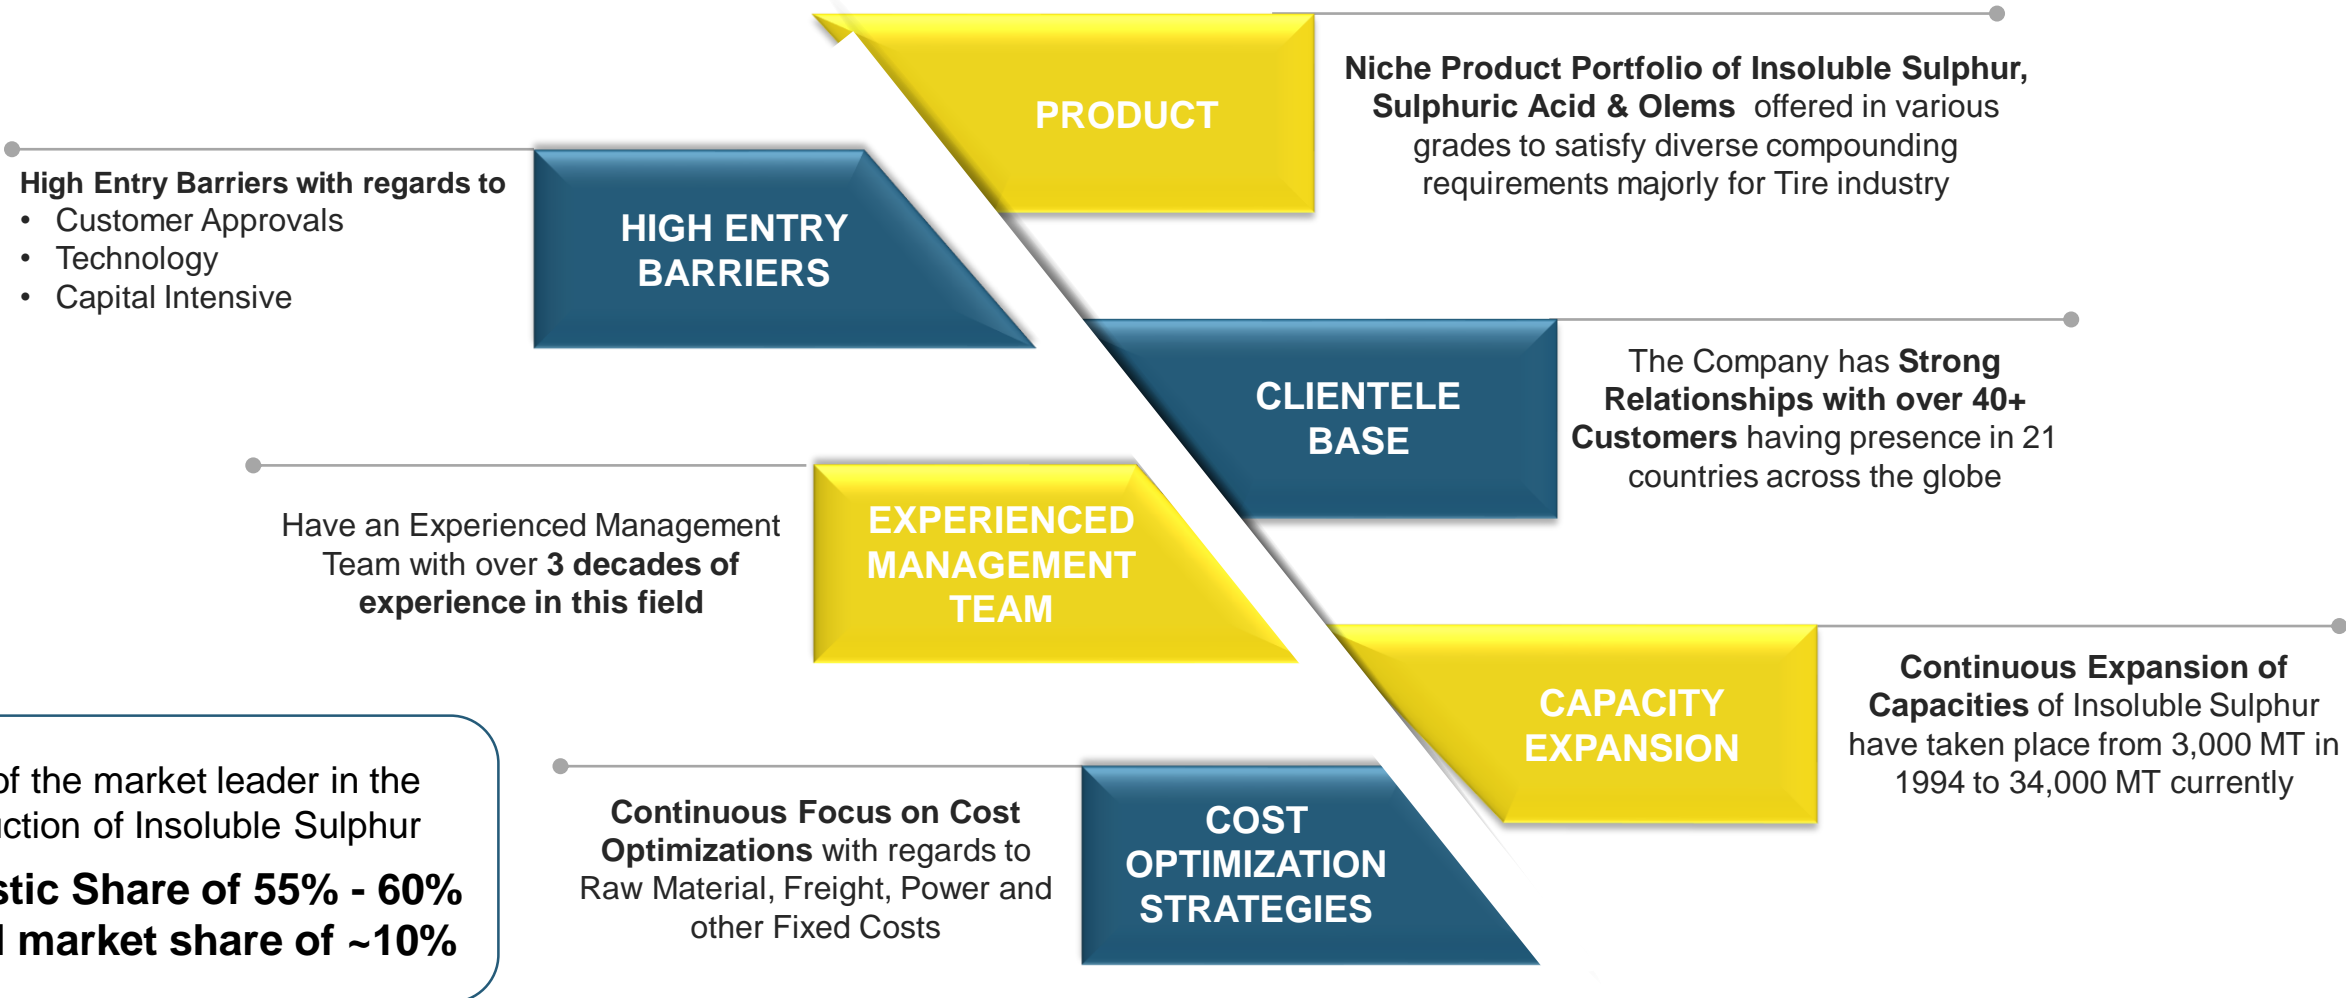 PRODUCT
Niche Product Portfolio of Insoluble Sulphur,
Sulphuric Acid & Olems offered in various
grades to satisfy diverse compounding
requirements majorly for Tire industry
High Entry Barriers with regards to
• Customer Approvals
• Technology
• Capital Intensive
HIGH ENTRY
BARRIERS
CLIENTELE
BASE
The Company has Strong
Relationships with over 40+
Customers having presence in 21
countries across the globe
Have an Experienced Management
Team with over 3 decades of
experience in this field
EXPERIENCED
MANAGEMENT
TEAM
CAPACITY
EXPANSION
Continuous Expansion of
Capacities of Insoluble Sulphur
have taken place from 3,000 MT in
1994 to 34,000 MT currently
of the market leader in the
of Insoluble Sulphur
Share of 55% - 60%
market share of ~10%
Continuous Focus on Cost
Optimizations with regards to
Raw Material, Freight, Power and
other Fixed Costs
COST
OPTIMIZATION
STRATEGIES